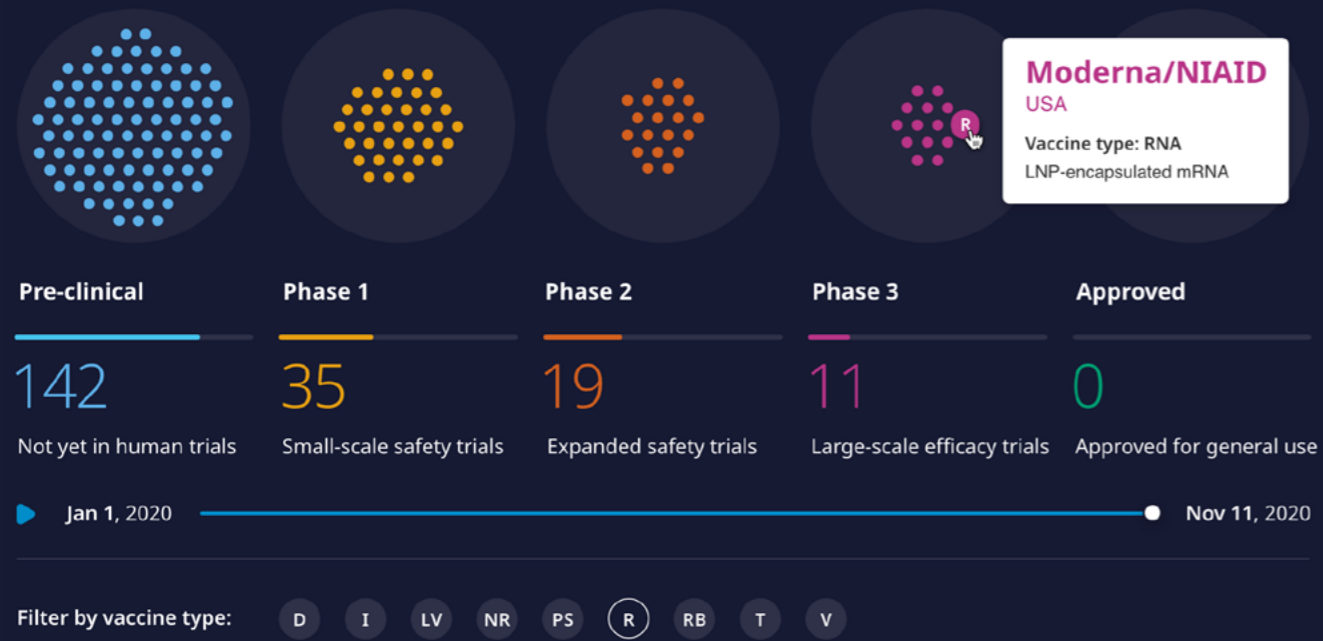 R
Moderna/NIAID
USA
Vaccine type: RNA
LNP-encapsulated mRNA
Pre-clinical
Phase 1
Phase 2
Phase 3
Approved
142
35
19
11
0
Not yet in human trials
Small-scale safety trials
Expanded safety trials
Large-scale efficacy trials
Approved for general use
Jan 1, 2020
Nov 11, 2020
Filter by vaccine type: D I LV NR PS R RB T V